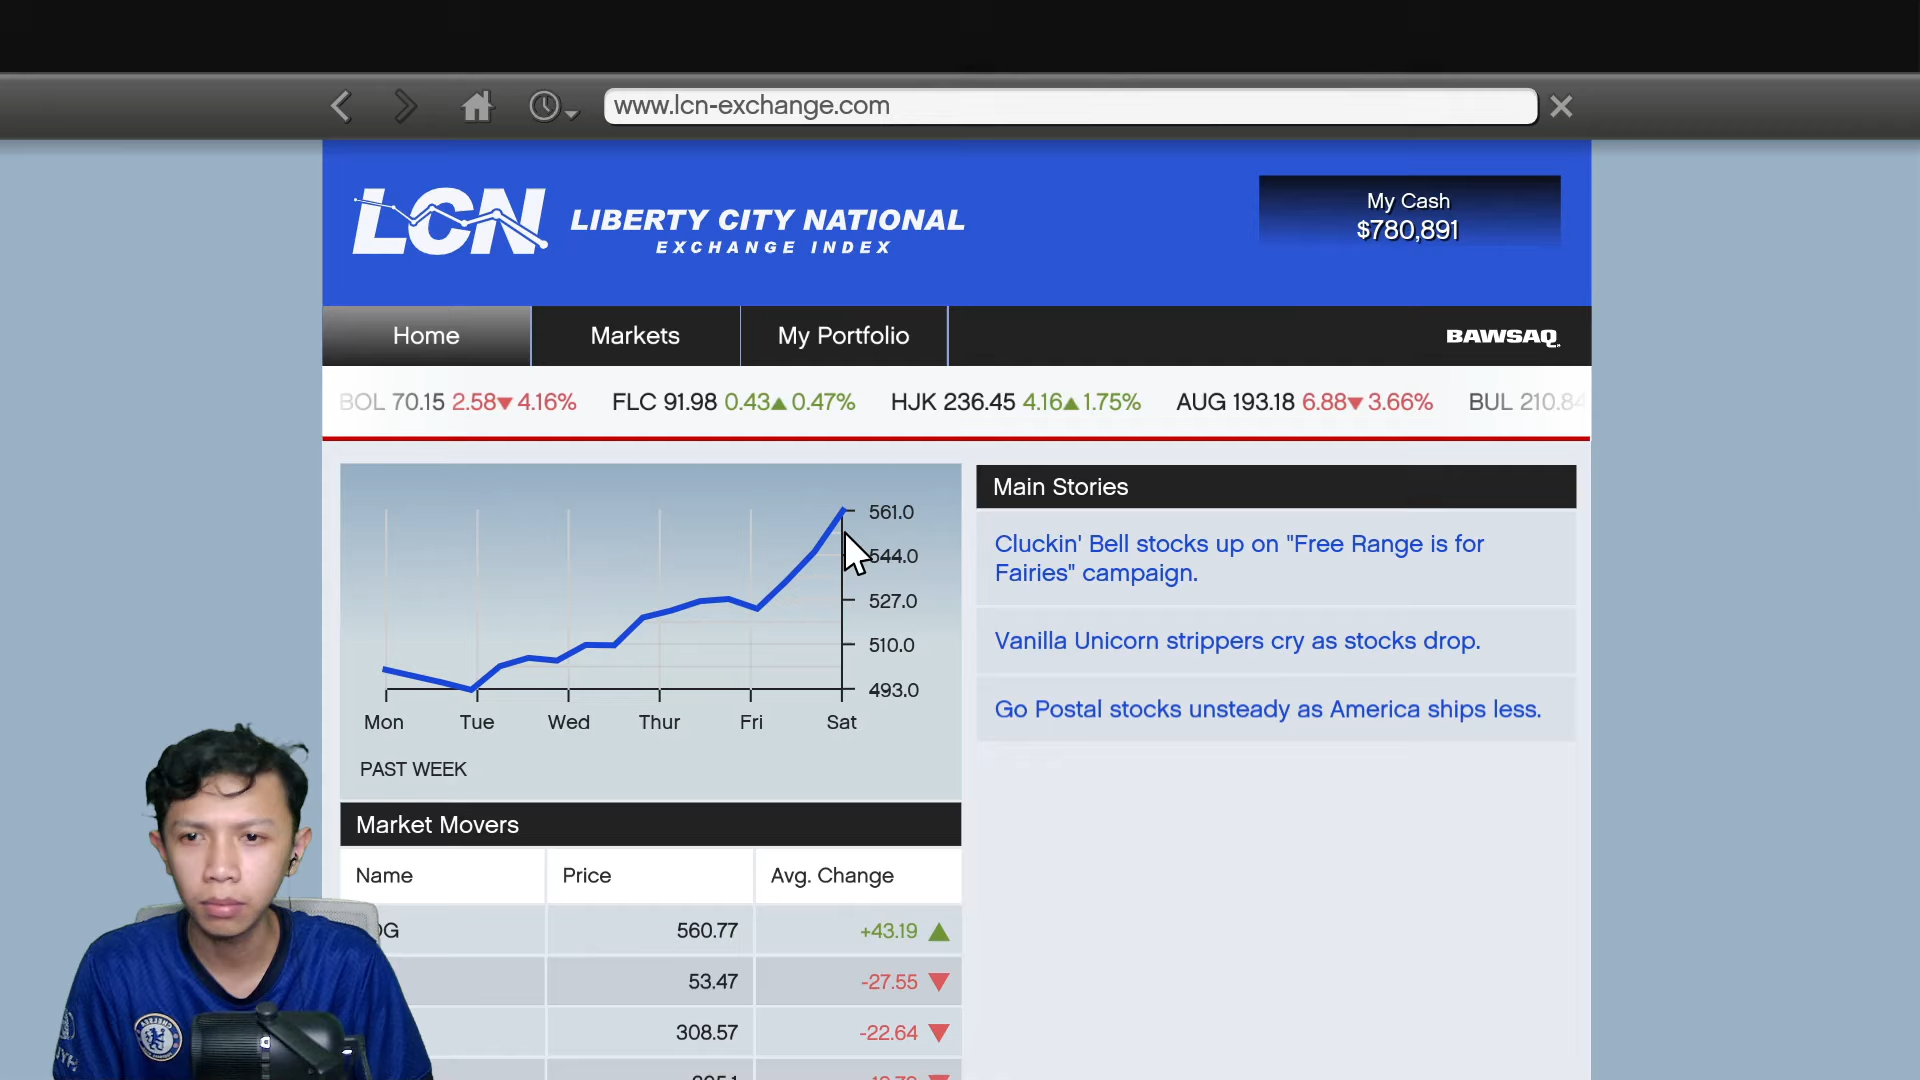 www.lcn-exchange.com
LCN LIBERTY CITY NATIONAL
EXCHANGE INDEX
My Cash
$780,891
Home Markets My Portfolio BAWSAQ
BOL 70.15 2.58▼4.16% FLC 91.98 0.43▲0.47% HJK 236.45 4.16▲1.75% AUG 193.18 6.88▼3.66% BUL 210.84
561.0
544.0
527.0
510.0
493.0
Mon Tue Wed Thur Fri Sat
PAST WEEK
Main Stories
Cluckin' Bell stocks up on "Free Range is for
Fairies" campaign.
Vanilla Unicorn strippers cry as stocks drop.
Go Postal stocks unsteady as America ships less.
Market Movers
Name Price Avg. Change
560.77 +43.19 ▲
53.47 -27.55 ▼
308.57 -22.64 ▼